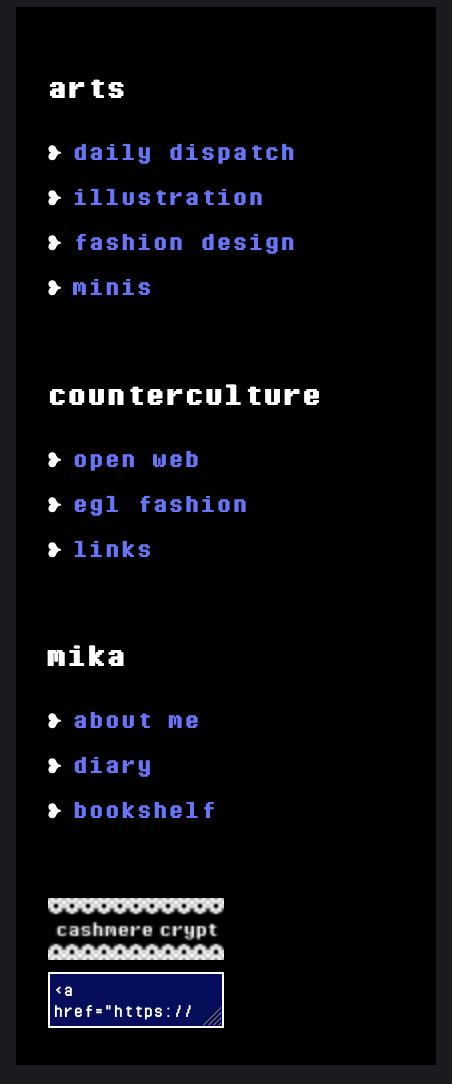 arts
❥ daily dispatch
❥ illustration
❥ fashion design
❥ minis
counterculture
❥ open web
❥ egl fashion
❥ links
mika
❥ about me
❥ diary
❥ bookshelf
cashmere crypt
<a
href="https://